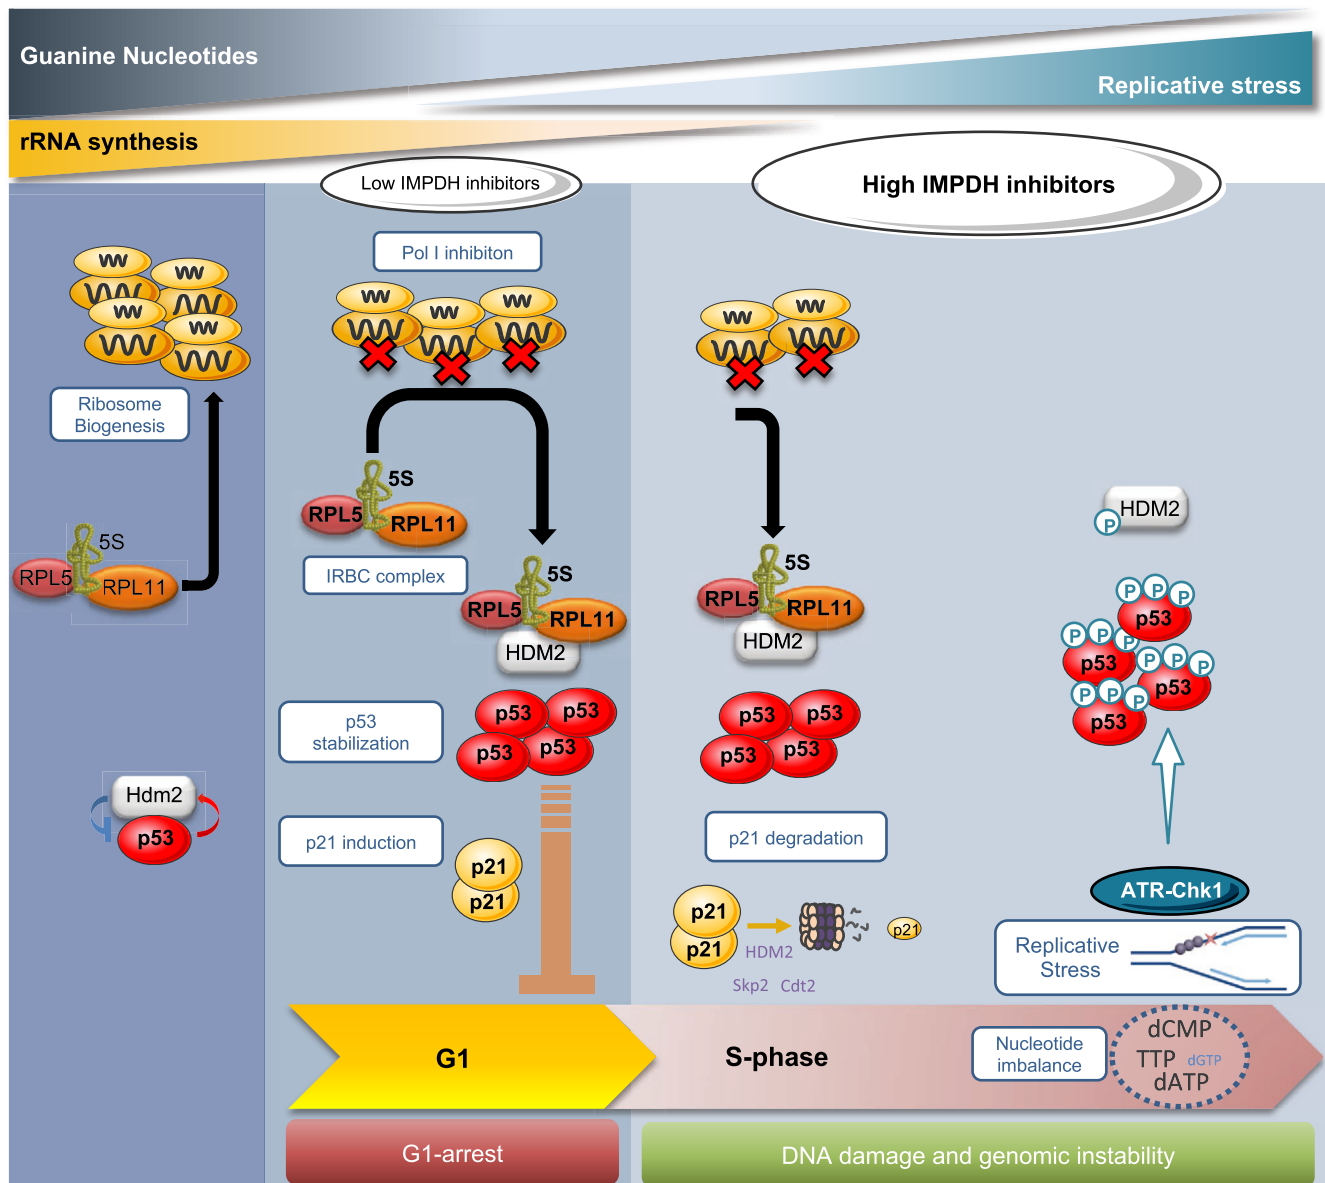 Guanine Nucleotides
Replicative stress
rRNA synthesis
Low IMPDH inhibitors
High IMPDH inhibitors
Pol I inhibiton
Ribosome
Biogenesis
5S
RPL5
RPL11
Hdm2
p53
5S
RPL5
RPL11
IRBC complex
5S
RPL5
RPL11
HDM2
p53
stabilization
p53
p53
p53
p53
p21 induction
p21
p21
5S
RPL5
RPL11
HDM2
p53
p53
p53
p53
p21 degradation
p21
p21
HDM2
Skp2 Cdt2
p21
HDM2
P
P P P
p53
P P P
p53
P P P
p53
P P P
p53
ATR-Chk1
Replicative
Stress
G1
S-phase
Nucleotide
imbalance
dCMP
TTP dGTP
dATP
G1-arrest
DNA damage and genomic instability